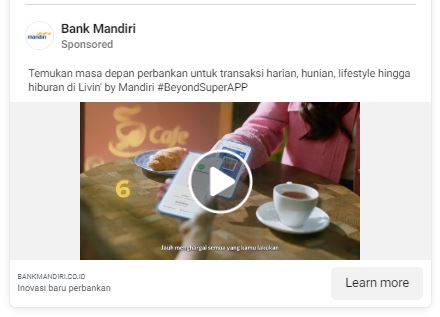 mandiri
Bank Mandiri
Sponsored
Temukan masa depan perbankan untuk transaksi harian, hunian, lifestyle hingga
hiburan di Livin' by Mandiri #BeyondSuperAPP
Cafe
6
Jauh menghargai semua yang kamu lakukan
BANKMANDIRI.CO.ID
Inovasi baru perbankan
Learn more